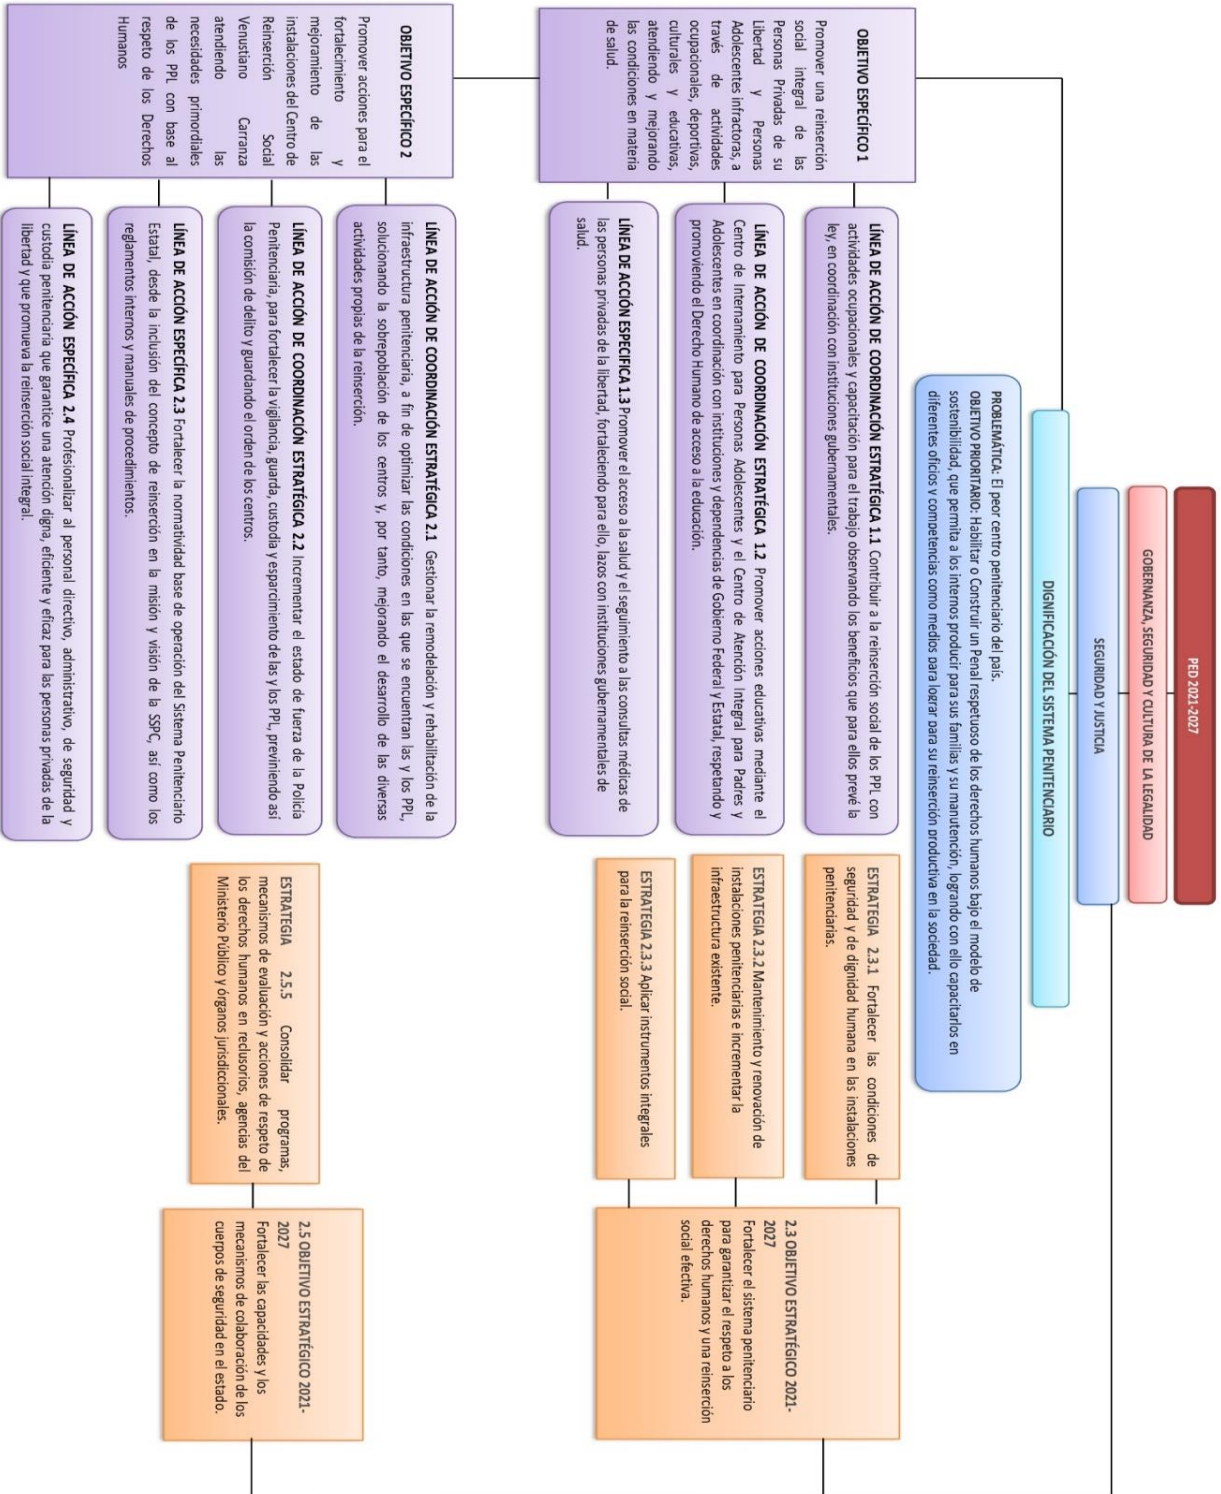 PED 2021-2027
GOBERNANZA, SEGURIDAD Y CULTURA DE LA LEGALIDAD
SEGURIDAD Y JUSTICIA
DIGNIFICACIÓN DEL SISTEMA PENITENCIARIO
PROBLEMÁTICA: El peor centro penitenciario del país.
OBJETIVO PRIORITARIO: Habilitar o Construir un Penal respetuoso de los derechos humanos bajo el modelo de
sostenibilidad, que permita a los internos producir para sus familias y su manutención, logrando con ello capacitarlos en
diferentes oficios y competencias como medios para lograr para su reinserción productiva en la sociedad.
OBJETIVO ESPECÍFICO 1
Promover una reinserción
social integral de las
Personas Privadas de su
Libertad y Personas
Adolescentes infractoras, a
través de actividades
ocupacionales, deportivas,
culturales y educativas,
atendiendo y mejorando
las condiciones en materia
de salud.
LÍNEA DE ACCIÓN DE COORDINACIÓN ESTRATÉGICA 1.1 Contribuir a la reinserción social de los PPL con
actividades ocupacionales y capacitación para el trabajo observando los beneficios que para ellos prevé la
ley, en coordinación con instituciones gubernamentales.
LÍNEA DE ACCIÓN DE COORDINACIÓN ESTRATÉGICA 1.2 Promover acciones educativas mediante el
Centro de Internamiento para Personas Adolescentes y el Centro de Atención Integral para Padres y
Adolescentes en coordinación con instituciones y dependencias de Gobierno Federal y Estatal, respetando y
promoviendo el Derecho Humano de acceso a la educación.
LÍNEA DE ACCIÓN ESPECIFICA 1.3 Promover el acceso a la salud y el seguimiento a las consultas médicas de
las personas privadas de la libertad, fortaleciendo para ello, lazos con instituciones gubernamentales de
salud.
ESTRATEGIA 2.3.1 Fortalecer las condiciones de
seguridad y de dignidad humana en las instalaciones
penitenciarias.
ESTRATEGIA 2.3.2 Mantenimiento y renovación de
instalaciones penitenciarias e incrementar la
infraestructura existente.
ESTRATEGIA 2.3.3 Aplicar instrumentos integrales
para la reinserción social.
2.3 OBJETIVO ESTRATÉGICO 2021-
2027
Fortalecer el sistema penitenciario
para garantizar el respeto a los
derechos humanos y una reinserción
social efectiva.
OBJETIVO ESPECÍFICO 2
Promover acciones para el
fortalecimiento y
mejoramiento de las
instalaciones del Centro de
Reinserción Social
Venustiano Carranza
atendiendo las
necesidades primordiales
de los PPL con base al
respeto de los Derechos
Humanos
LÍNEA DE ACCIÓN DE COORDINACIÓN ESTRATÉGICA 2.1 Gestionar la remodelación y rehabilitación de la
infraestructura penitenciaria, a fin de optimizar las condiciones en las que se encuentran las y los PPL,
solucionando la sobrepoblación de los centros y, por tanto, mejorando el desarrollo de las diversas
actividades propias de la reinserción.
LÍNEA DE ACCIÓN DE COORDINACIÓN ESTRATÉGICA 2.2 Incrementar el estado de fuerza de la Policía
Penitenciaria, para fortalecer la vigilancia, guarda, custodia y esparcimiento de las y los PPL, previniendo así
la comisión de delito y guardando el orden de los centros.
LÍNEA DE ACCIÓN ESPECÍFICA 2.3 Fortalecer la normatividad base de operación del Sistema Penitenciario
Estatal, desde la inclusión del concepto de reinserción en la misión y visión de la SSPC, así como los
reglamentos internos y manuales de procedimientos.
LÍNEA DE ACCIÓN ESPECÍFICA 2.4 Profesionalizar al personal directivo, administrativo, de seguridad y
custodia penitenciaria que garantice una atención digna, eficiente y eficaz para las personas privadas de la
libertad y que promueva la reinserción social integral.
ESTRATEGIA 2.5.5 Consolidar programas,
mecanismos de evaluación y acciones de respeto de
los derechos humanos en reclusorios, agencias del
Ministerio Público y órganos jurisdiccionales.
2.5 OBJETIVO ESTRATÉGICO 2021-
2027
Fortalecer las capacidades y los
mecanismos de colaboración de los
cuerpos de seguridad en el estado.